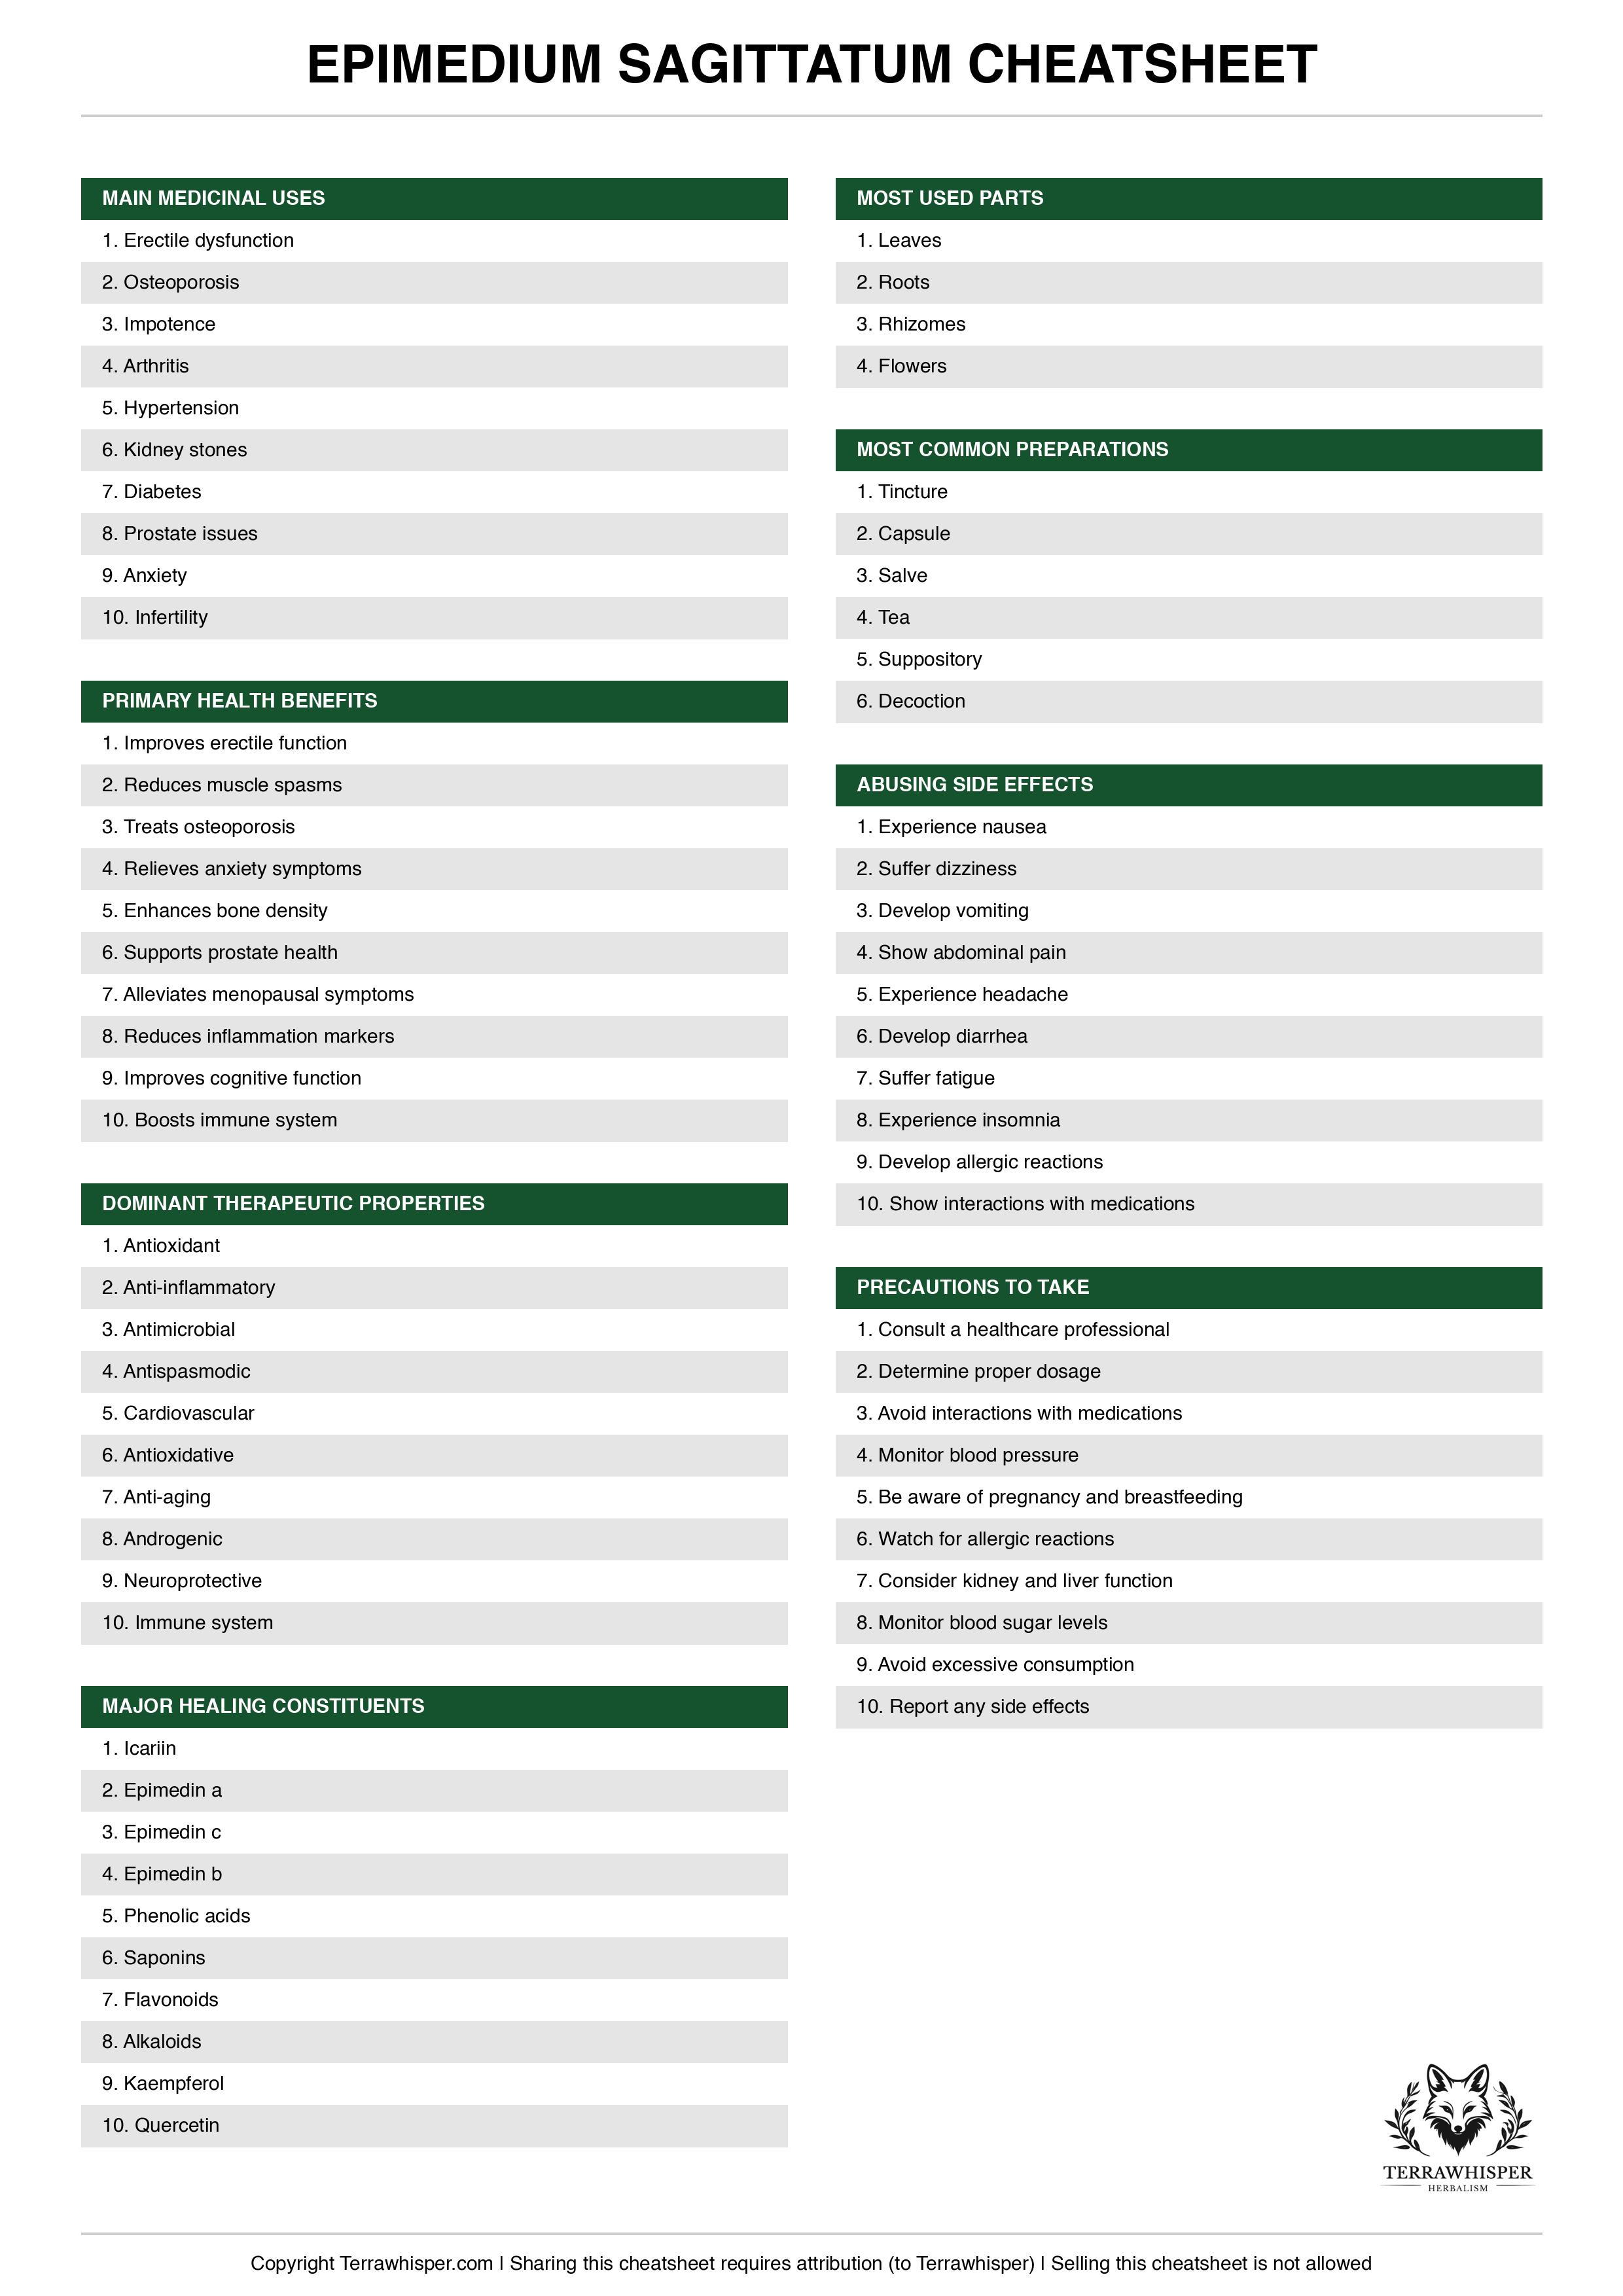 EPIMEDIUM SAGITTATUM CHEATSHEET
MAIN MEDICINAL USES
1. Erectile dysfunction
2. Osteoporosis
3. Impotence
4. Arthritis
5. Hypertension
6. Kidney stones
7. Diabetes
8. Prostate issues
9. Anxiety
10. Infertility
PRIMARY HEALTH BENEFITS
1. Improves erectile function
2. Reduces muscle spasms
3. Treats osteoporosis
4. Relieves anxiety symptoms
5. Enhances bone density
6. Supports prostate health
7. Alleviates menopausal symptoms
8. Reduces inflammation markers
9. Improves cognitive function
10. Boosts immune system
DOMINANT THERAPEUTIC PROPERTIES
1. Antioxidant
2. Anti-inflammatory
3. Antimicrobial
4. Antispasmodic
5. Cardiovascular
6. Antioxidative
7. Anti-aging
8. Androgenic
9. Neuroprotective
10. Immune system
MAJOR HEALING CONSTITUENTS
1. Icariin
2. Epimedin a
3. Epimedin c
4. Epimedin b
5. Phenolic acids
6. Saponins
7. Flavonoids
8. Alkaloids
9. Kaempferol
10. Quercetin
MOST USED PARTS
1. Leaves
2. Roots
3. Rhizomes
4. Flowers
MOST COMMON PREPARATIONS
1. Tincture
2. Capsule
3. Salve
4. Tea
5. Suppository
6. Decoction
ABUSING SIDE EFFECTS
1. Experience nausea
2. Suffer dizziness
3. Develop vomiting
4. Show abdominal pain
5. Experience headache
6. Develop diarrhea
7. Suffer fatigue
8. Experience insomnia
9. Develop allergic reactions
10. Show interactions with medications
PRECAUTIONS TO TAKE
1. Consult a healthcare professional
2. Determine proper dosage
3. Avoid interactions with medications
4. Monitor blood pressure
5. Be aware of pregnancy and breastfeeding
6. Watch for allergic reactions
7. Consider kidney and liver function
8. Monitor blood sugar levels
9. Avoid excessive consumption
10. Report any side effects
TERRAWHISPER
HERBALISM
Copyright Terrawhisper.com | Sharing this cheatsheet requires attribution (to Terrawhisper) | Selling this cheatsheet is not allowed